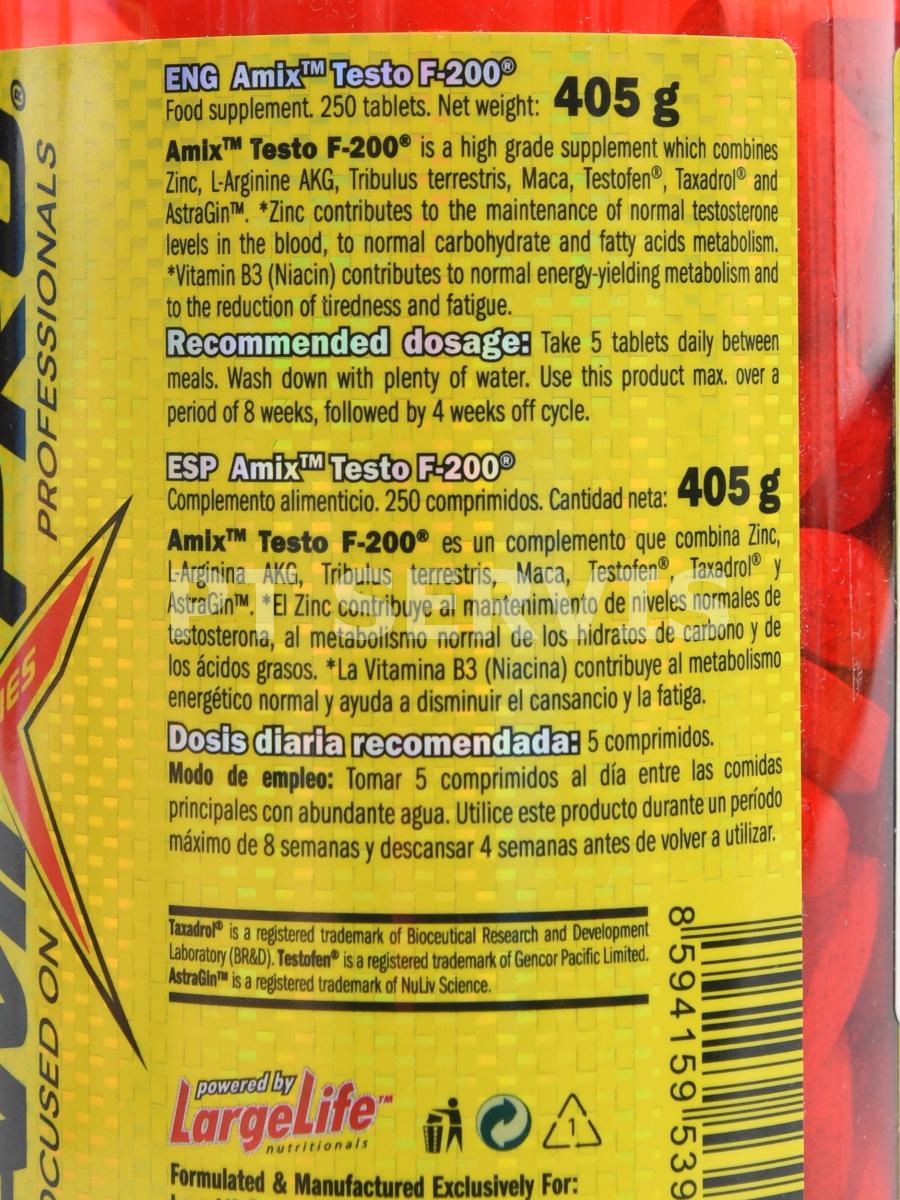 ENG Amix™ Testo F-200®
Food supplement. 250 tablets. Net weight: 405 g
Amix™ Testo F-200® is a high grade supplement which combines
Zinc, L-Arginine AKG, Tribulus terrestris, Maca, Testofen®, Taxadrol® and
AstraGin™. *Zinc contributes to the maintenance of normal testosterone
levels in the blood, to normal carbohydrate and fatty acids metabolism.
*Vitamin B3 (Niacin) contributes to normal energy-yielding metabolism and
to the reduction of tiredness and fatigue.
Recommended dosage: Take 5 tablets daily between
meals. Wash down with plenty of water. Use this product max. over a
period of 8 weeks, followed by 4 weeks off cycle.
ESP Amix™ Testo F-200®
Complemento alimenticio. 250 comprimidos. Cantidad neta: 405 g
Amix™ Testo F-200® es un complemento que combina Zinc,
L-Arginina AKG, Tribulus terrestris, Maca, Testofen® Taxadrol® y
AstraGin™. *El Zinc contribuye al mantenimiento de niveles normales de
testosterona, al metabolismo normal de los hidratos de carbono y de
los ácidos grasos. *La Vitamina B3 (Niacina) contribuye al metabolismo
energético normal y ayuda a disminuir el cansancio y la fatiga.
Dosis diaria recomendada: 5 comprimidos.
Modo de empleo: Tomar 5 comprimidos al día entre las comidas
principales con abundante agua. Utilice este producto durante un período
máximo de 8 semanas y descansar 4 semanas antes de volver a utilizar.
Taxadrol® is a registered trademark of Bioceutical Research and Development
Laboratory (BR&D). Testofen® is a registered trademark of Gencor Pacific Limited.
AstraGin™ is a registered trademark of NuLiv Science.
powered by
LargeLife™
nutritionals
1
Formulated & Manufactured Exclusively For:
8 594159 539
PROFESSIONALS
ON
PT SERVIS